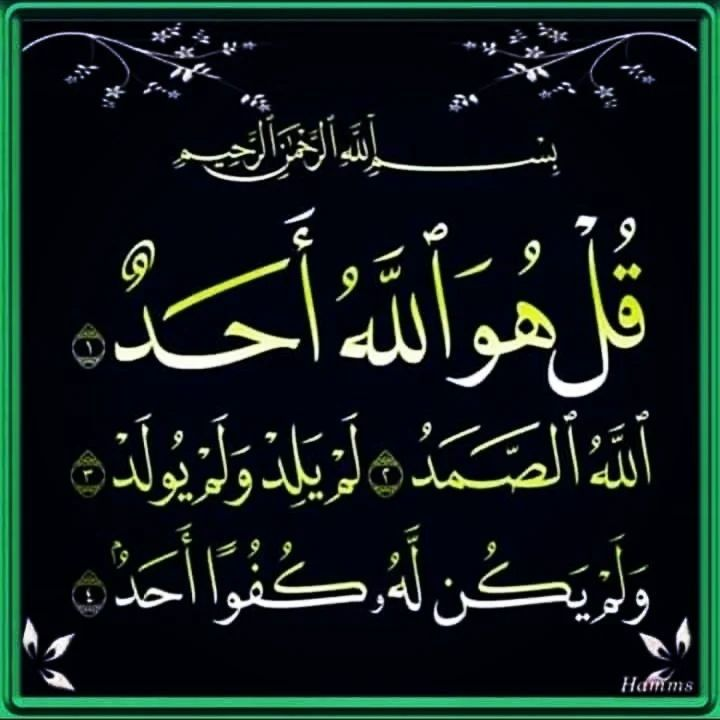 بِسْمِ ٱللَّهِ ٱلرَّحْمَٰنِ ٱلرَّحِيمِ
قُلْ هُوَ ٱللَّهُ أَحَدٌ ١
ٱللَّهُ ٱلصَّمَدُ ٢ لَمْ يَلِدْ وَلَمْ يُولَدْ ٣
وَلَمْ يَكُن لَّهُۥ كُفُوًا أَحَدٌۢ ٤
Hamms